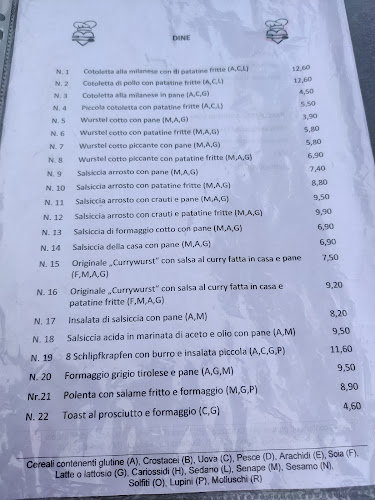 DINE
N. 1 Cotoletta alla milanese con di patatine fritte (A,C,L) 12,60
N. 2 Cotoletta di pollo con patatine fritte (A,C,L) 12,60
N. 3 Cotoletta alla milanese in pane (A,C,G) 4,50
N. 4 Piccola cotoletta con patatine fritte (A,C,L) 5,50
N. 5 Wurstel cotto con pane (M,A,G) 3,90
N. 6 Wurstel cotto con patatine fritte (M,A,G) 5,80
N. 7 Wurstel cotto piccante con pane (M,A,G) 5,80
N. 8 Wurstel cotto piccante con patatine fritte (M,A,G) 6,90
N. 9 Salsiccia arrosto con pane (M,A,G) 7,40
N. 10 Salsiccia arrosto con patatine fritte (M,A,G) 8,80
N. 11 Salsiccia arrosto con crauti e pane (M,A,G) 9,50
N. 12 Salsiccia arrosto con crauti e patatine fritte (M,A,G) 9,90
N. 13 Salsiccia di formaggio cotto con pane (M,A,G) 6,90
N. 14 Salsiccia della casa con pane (M,A,G) 6,90
N. 15 Originale „Currywurst“ con salsa al curry fatta in casa e pane 7,50
(F,M,A,G)
N. 16 Originale „Currywurst“ con salsa al curry fatta in casa e 9,20
patatine fritte (F,M,A,G)
N. 17 Insalata di salsiccia con pane (A,M) 8,20
N. 18 Salsiccia acida in marinata di aceto e olio con pane (A,M) 9,50
N. 19 8 Schlipfkrapfen con burro e insalata piccola (A,C,G,P) 11,60
N. 20 Formaggio grigio tirolese e pane (A,G,M) 9,50
Nr.21 Polenta con salame fritto e formaggio (M,G,P) 8,90
N. 22 Toast al prosciutto e formaggio (C,G) 4,60
Cereali contenenti glutine (A), Crostacei (B), Uova (C), Pesce (D), Arachidi (E), Soia (F),
Latte o lattosio (G), Cariossidi (H), Sedano (L), Senape (M), Sesamo (N),
Solfiti (O), Lupini (P), Molluschi (R)